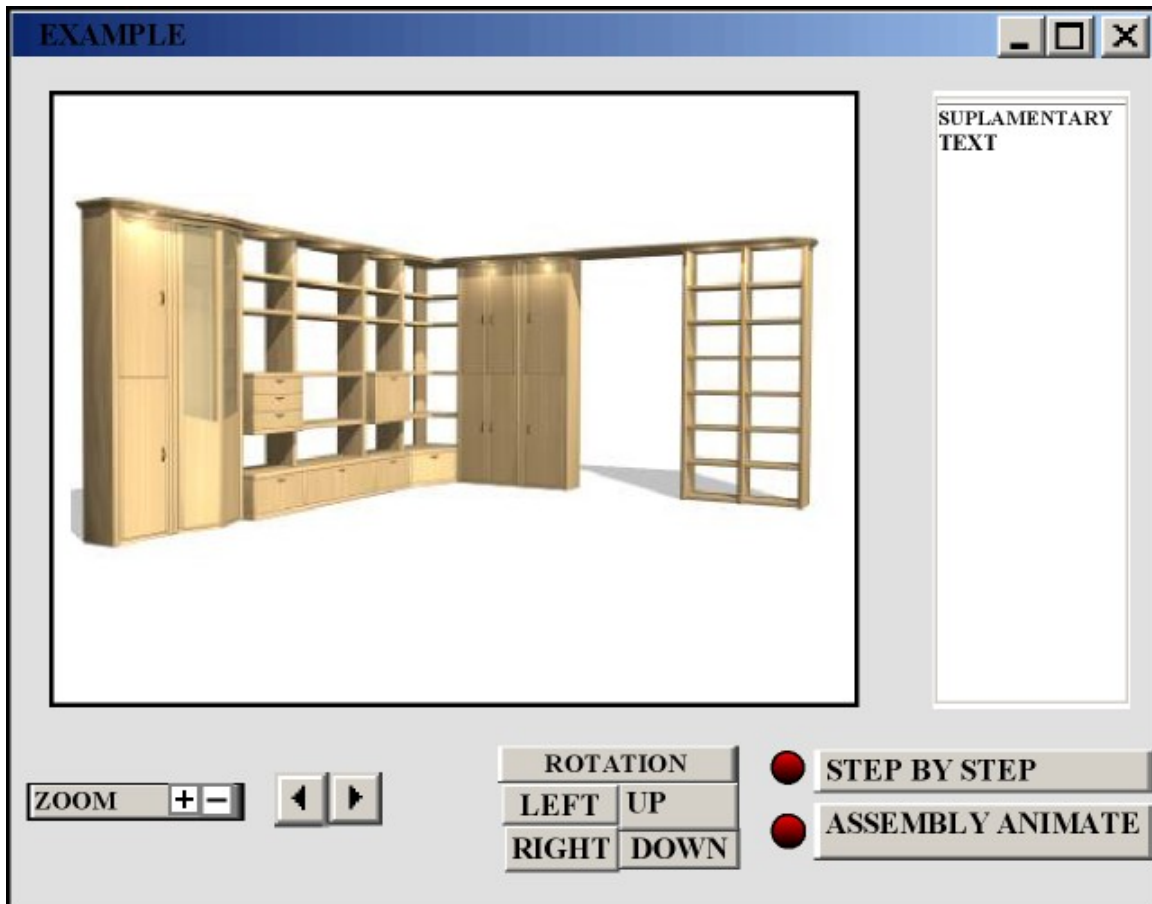 EXAMPLE
SUPLAMENTARY
TEXT
ZOOM + −
ROTATION
LEFT UP
RIGHT DOWN
STEP BY STEP
ASSEMBLY ANIMATE